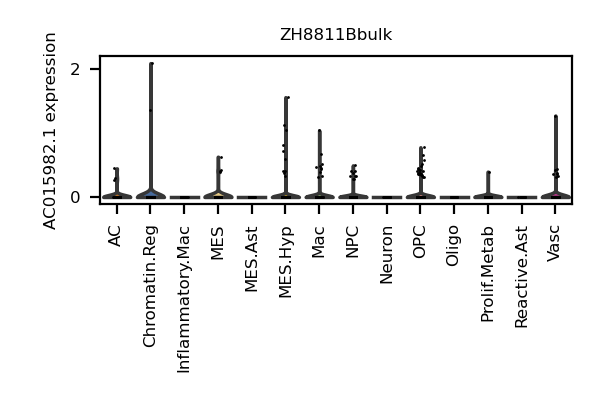 ZH8811Bbulk
AC015982.1 expression
2
0
AC
Chromatin.Reg
Inflammatory.Mac
MES
MES.Ast
MES.Hyp
Mac
NPC
Neuron
OPC
Oligo
Prolif.Metab
Reactive.Ast
Vasc